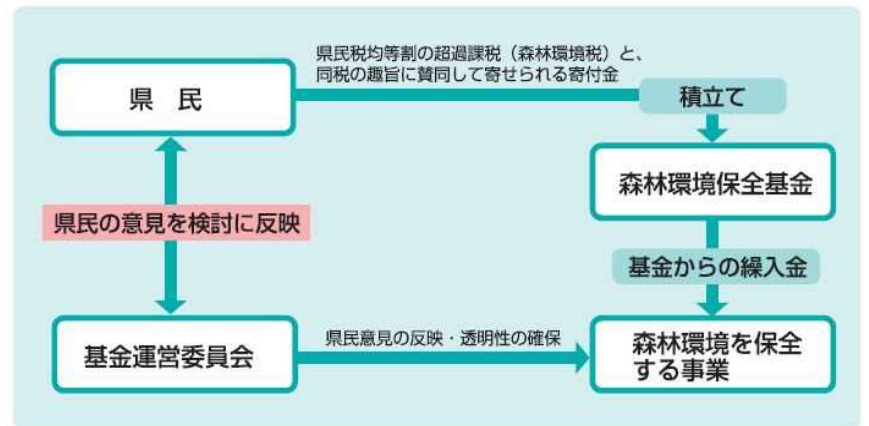 県民税均等割の超過課税（森林環境税）と、
同税の趣旨に賛同して寄せられる寄付金
県　民
積立て
森林環境保全基金
県民の意見を検討に反映
基金からの繰入金
基金運営委員会
県民意見の反映・透明性の確保
森林環境を保全
する事業